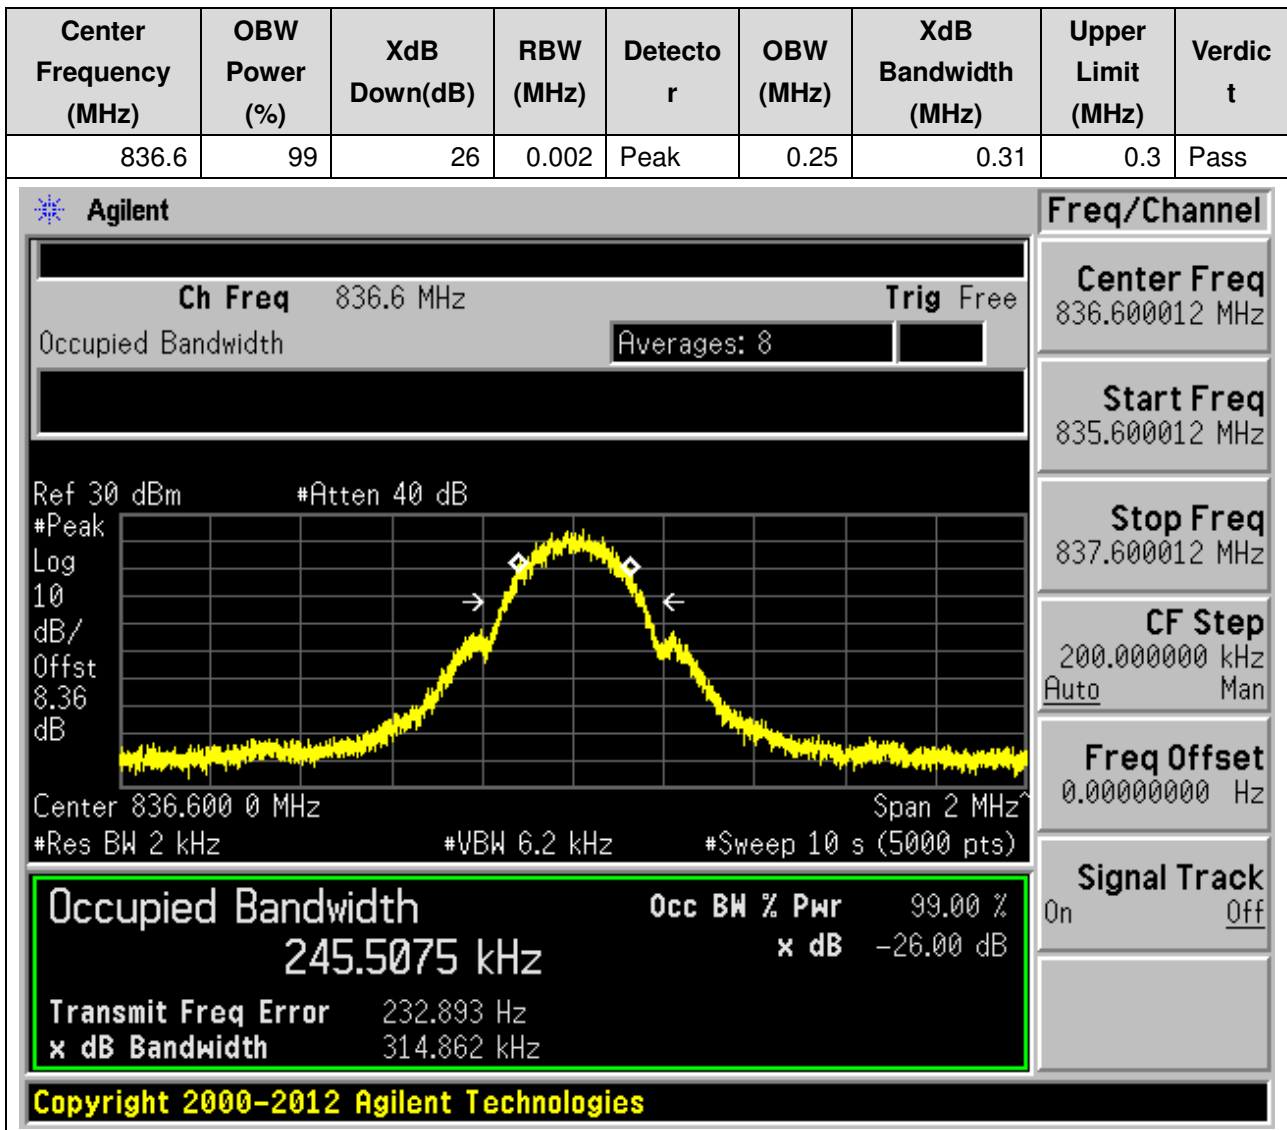 Center Frequency (MHz) OBW Power (%) XdB Down(dB) RBW (MHz) Detector OBW (MHz) XdB Bandwidth (MHz) Upper Limit (MHz) Verdict
836.6 99 26 0.002 Peak 0.25 0.31 0.3 Pass
Agilent
Ch Freq 836.6 MHz Trig Free
Occupied Bandwidth Averages: 8
Ref 30 dBm #Atten 40 dB
#Peak
Log
10
dB/
Offst
8.36
dB
Center 836.600 0 MHz Span 2 MHz^
#Res BW 2 kHz #VBW 6.2 kHz #Sweep 10 s (5000 pts)
Occupied Bandwidth Occ BW % Pwr 99.00 %
245.5075 kHz x dB -26.00 dB
Transmit Freq Error 232.893 Hz
x dB Bandwidth 314.862 kHz
Copyright 2000-2012 Agilent Technologies
Freq/Channel
Center Freq
836.600012 MHz
Start Freq
835.600012 MHz
Stop Freq
837.600012 MHz
CF Step
200.000000 kHz
Auto Man
Freq Offset
0.00000000 Hz
Signal Track
On Off